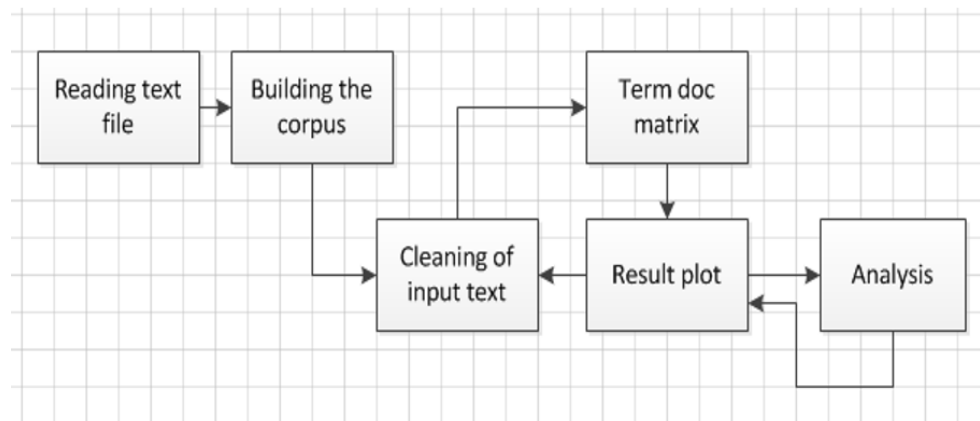 Reading text
file
Building the
corpus
Term doc
matrix
Cleaning of
input text
Result plot
Analysis